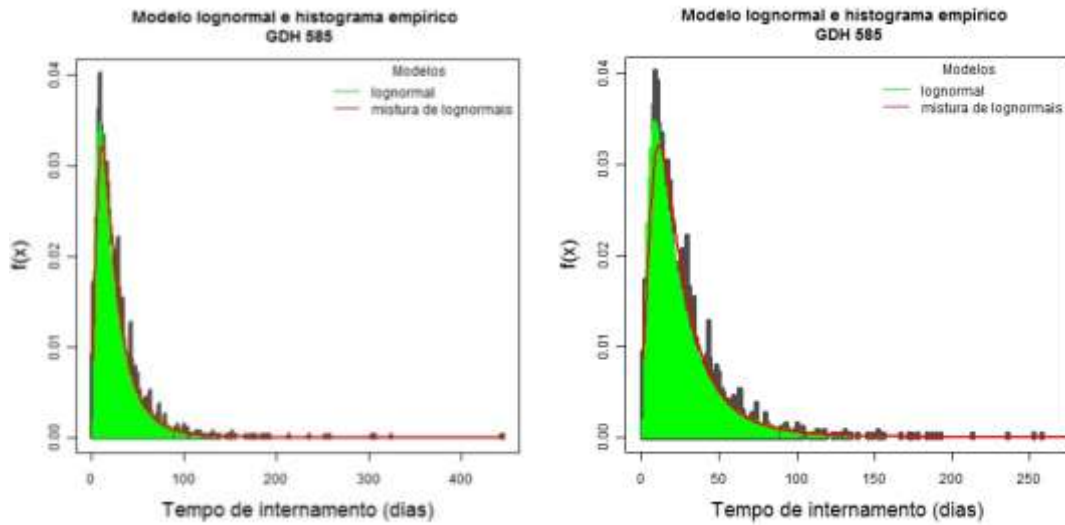 Modelo lognormal e histograma empírico
GDH 585
Modelos
lognormal
mistura de lognormais
f(x)
0.04
0.03
0.02
0.01
0.00
0 100 200 300 400
Tempo de internamento (dias)
Modelo lognormal e histograma empírico
GDH 585
Modelos
lognormal
mistura de lognormais
f(x)
0.04
0.03
0.02
0.01
0.00
0 50 100 150 200 250
Tempo de internamento (dias)